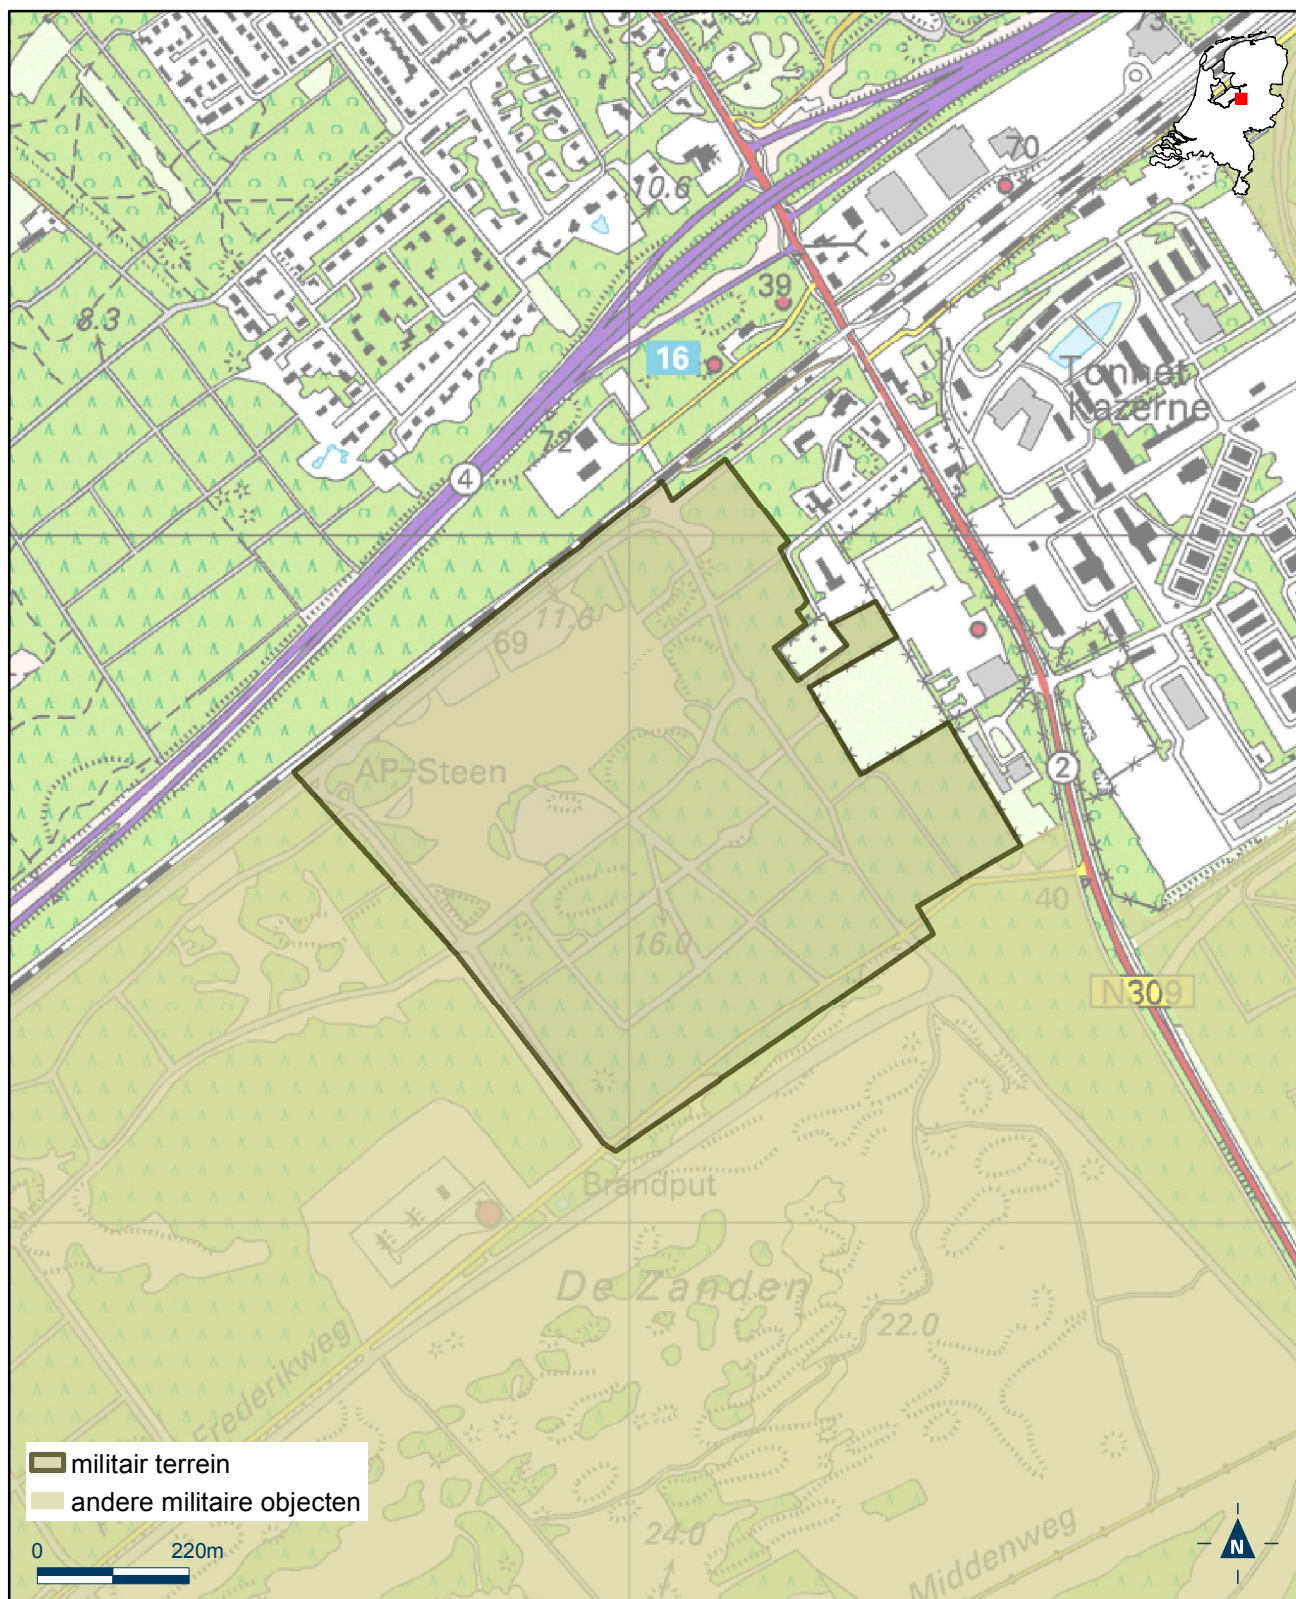 73
70
10.6
39
8.3
16
Tonnet
Kazerne
72
4
11.6
69
AP-Steen
2
40
16.0
N309
Brandput
De Zanden
22.0
Frederikweg
militair terrein
andere militaire objecten
24.0
Middenweg
0 220m
N